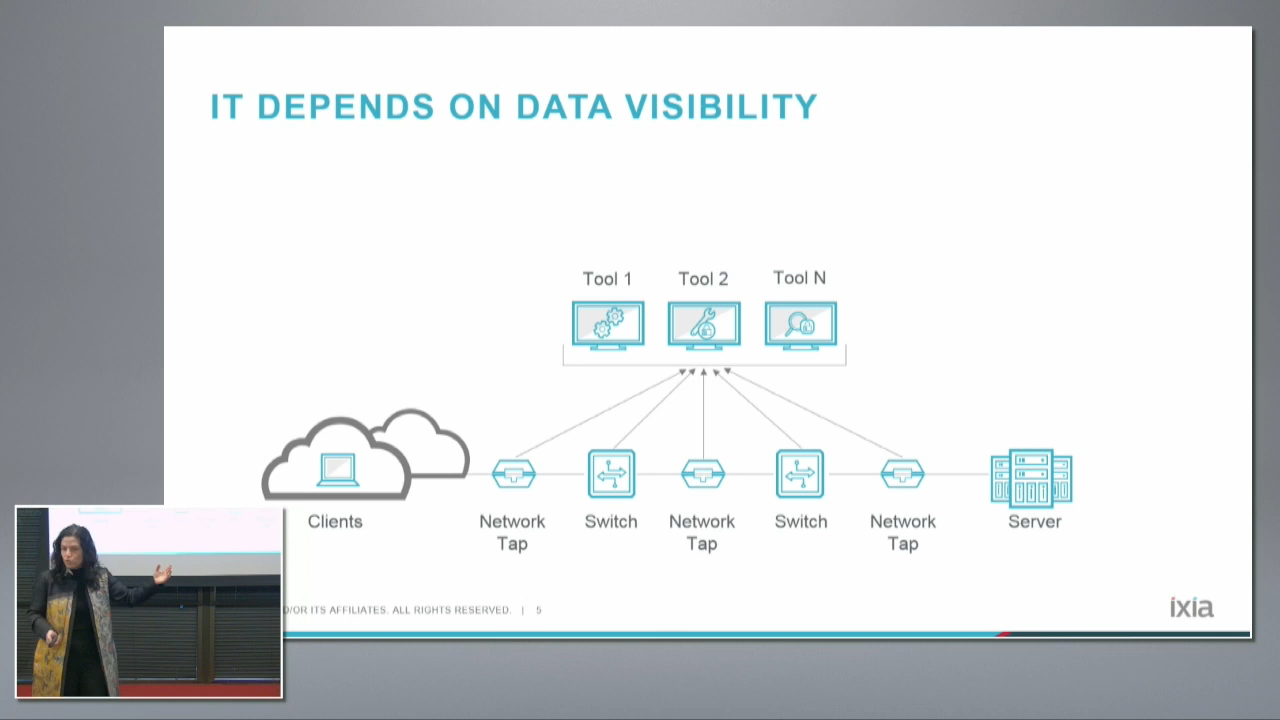 IT DEPENDS ON DATA VISIBILITY
Tool 1 Tool 2 Tool N
Clients Network Tap Switch Network Tap Switch Network Tap Server
D/OR ITS AFFILIATES. ALL RIGHTS RESERVED. | 5
ixia